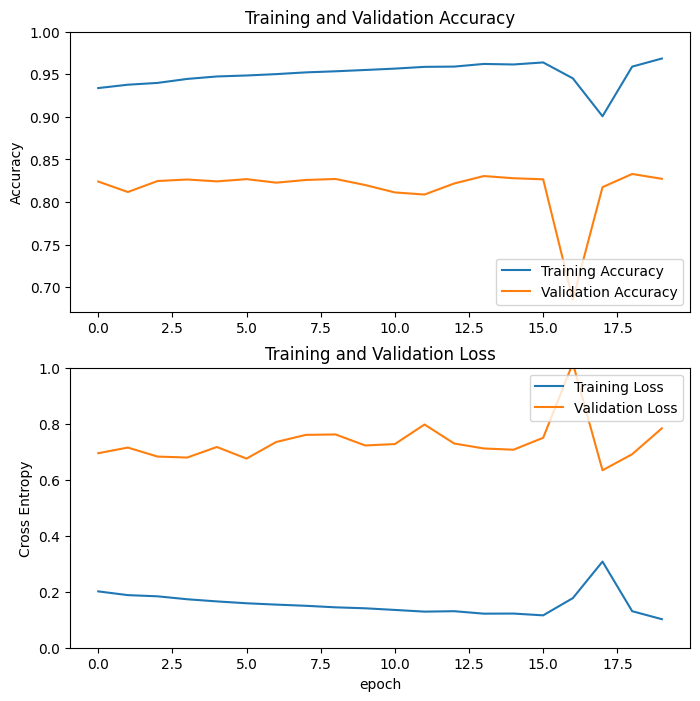 Training and Validation Accuracy
Accuracy
1.00
0.95
0.90
0.85
0.80
0.75
0.70
Training Accuracy
Validation Accuracy
0.0 2.5 5.0 7.5 10.0 12.5 15.0 17.5
Training and Validation Loss
Cross Entropy
1.0
0.8
0.6
0.4
0.2
0.0
Training Loss
Validation Loss
0.0 2.5 5.0 7.5 10.0 12.5 15.0 17.5
epoch